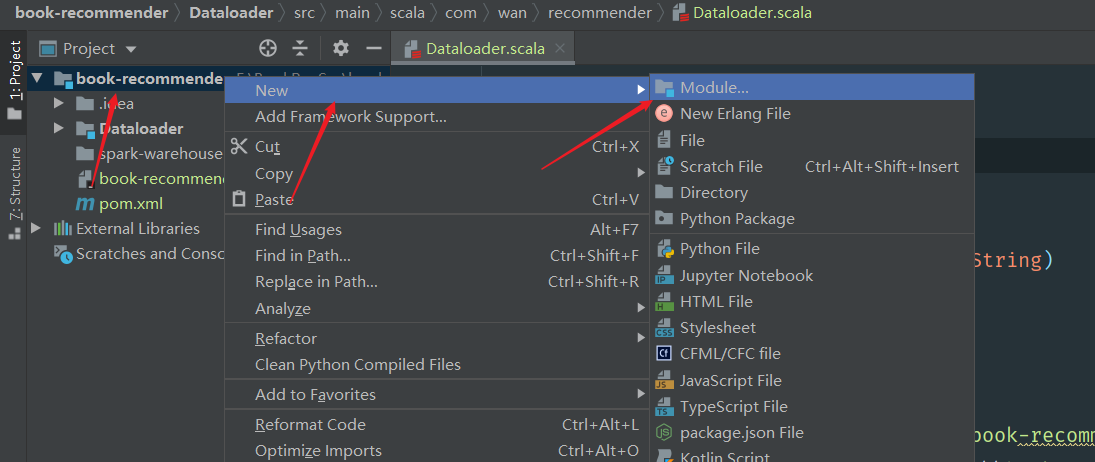 book-recommender Dataloader src main scala com wan recommender Dataloader.scala
1: Project
7: Structure
Project
Dataloader.scala
book-recommende
.idea
Dataloader
spark-warehouse
book-recommend
pom.xml
External Libraries
Scratches and Consc
New
Add Framework Support...
Cut Ctrl+X
Copy
Paste Ctrl+V
Find Usages Alt+F7
Find in Path... Ctrl+Shift+F
Replace in Path... Ctrl+Shift+R
Analyze
Refactor
Clean Python Compiled Files
Add to Favorites
Reformat Code Ctrl+Alt+L
Optimize Imports Ctrl+Alt+O
Module...
New Erlang File
File
Scratch File Ctrl+Alt+Shift+Insert
Directory
Python Package
Python File
Jupyter Notebook
HTML File
Stylesheet
CFML/CFC file
JavaScript File
TypeScript File
package.json File
Kotlin Script
String)
book-recomm